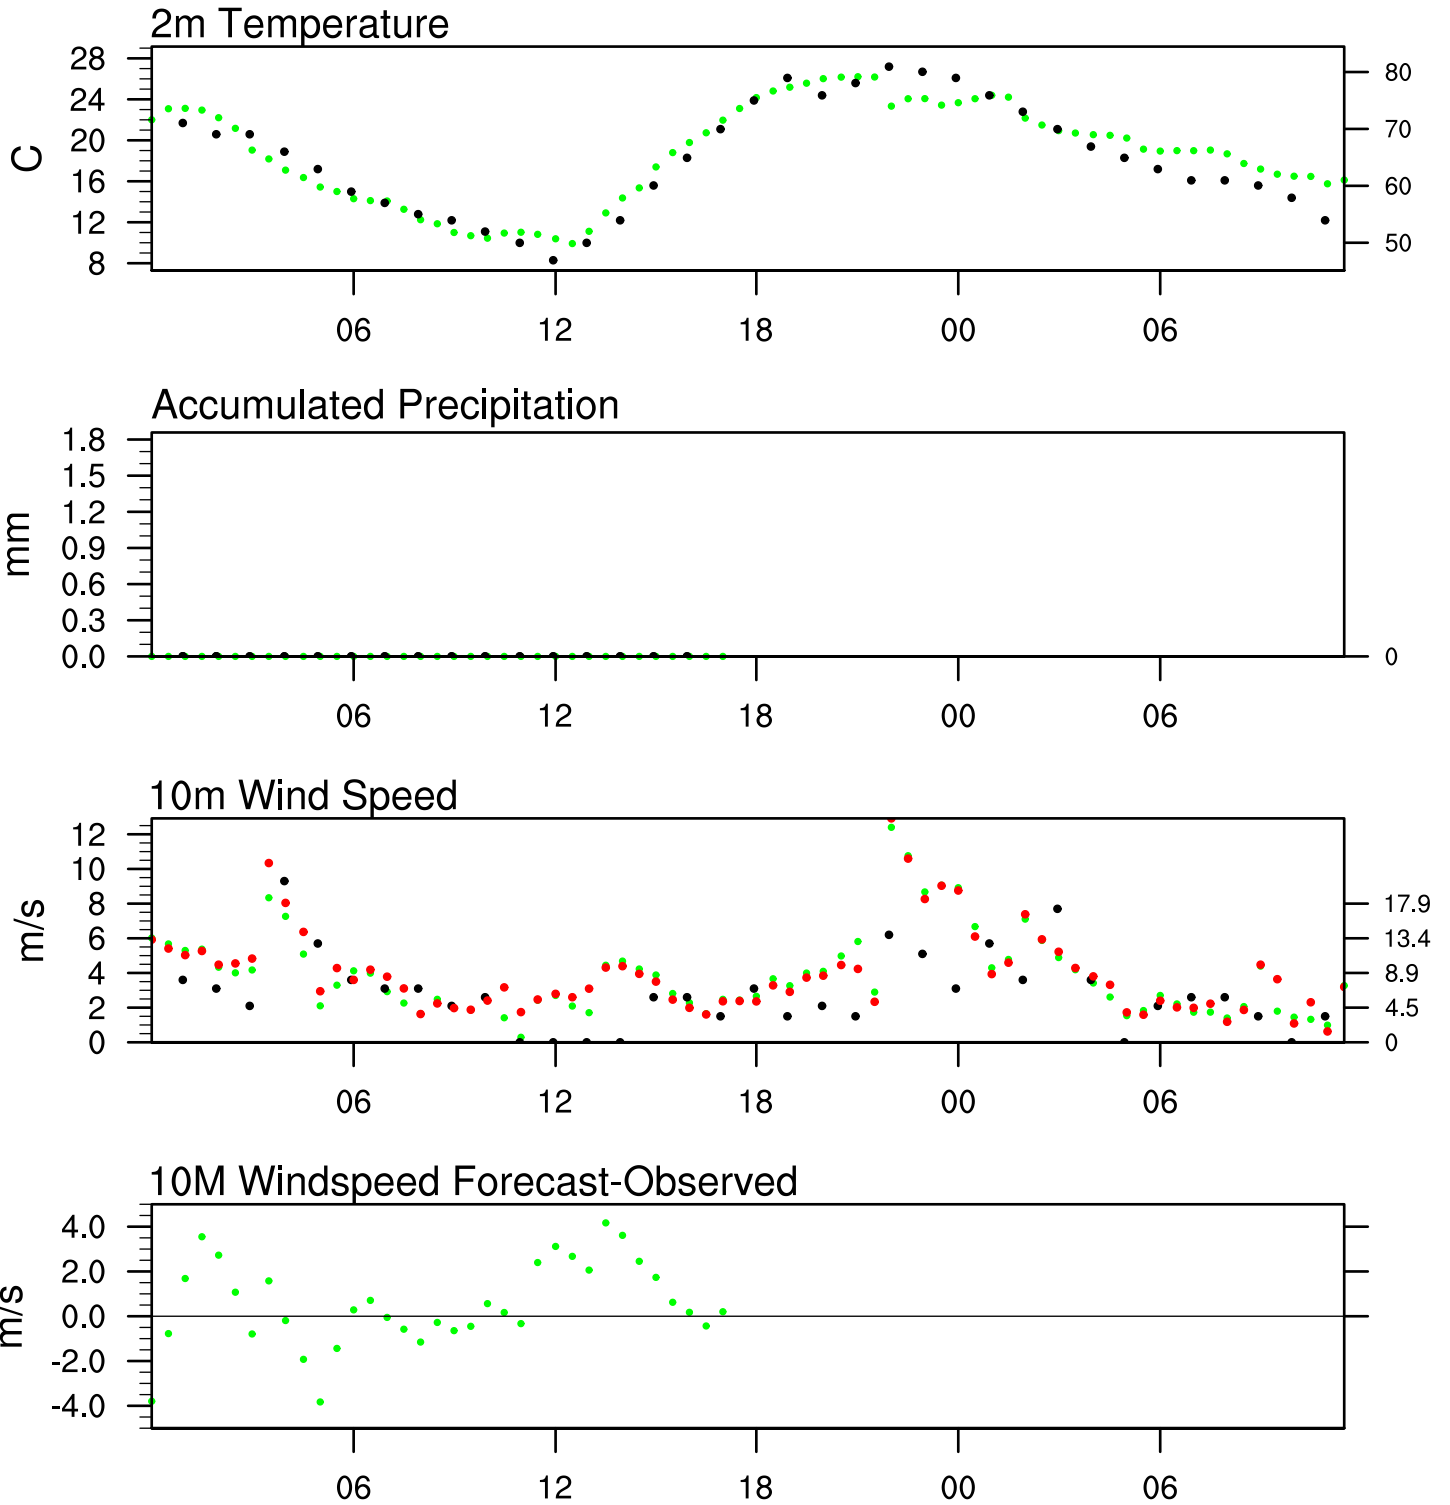 2m Temperature
28
24
20
16
12
8
C
80
70
60
50
06 12 18 00 06
Accumulated Precipitation
1.8
1.5
1.2
0.9
0.6
0.3
0.0
mm
0
06 12 18 00 06
10m Wind Speed
12
10
8
6
4
2
0
m/s
17.9
13.4
8.9
4.5
0
06 12 18 00 06
10M Windspeed Forecast-Observed
4.0
2.0
0.0
-2.0
-4.0
m/s
06 12 18 00 06